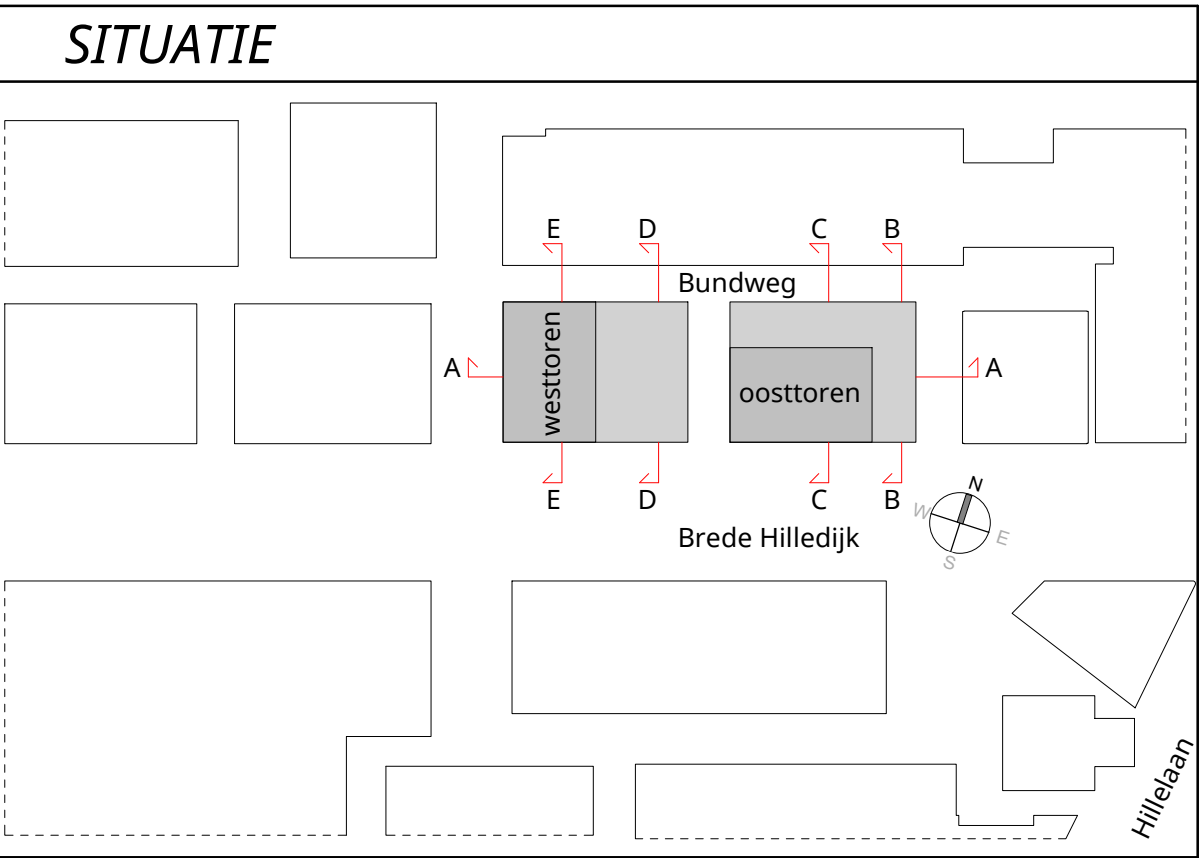 SITUATIE
E
D
C
B
Bundweg
A
westtoren
oosttoren
A
E
D
C
B
N
W
E
S
Brede Hilledijk
Hillelaan